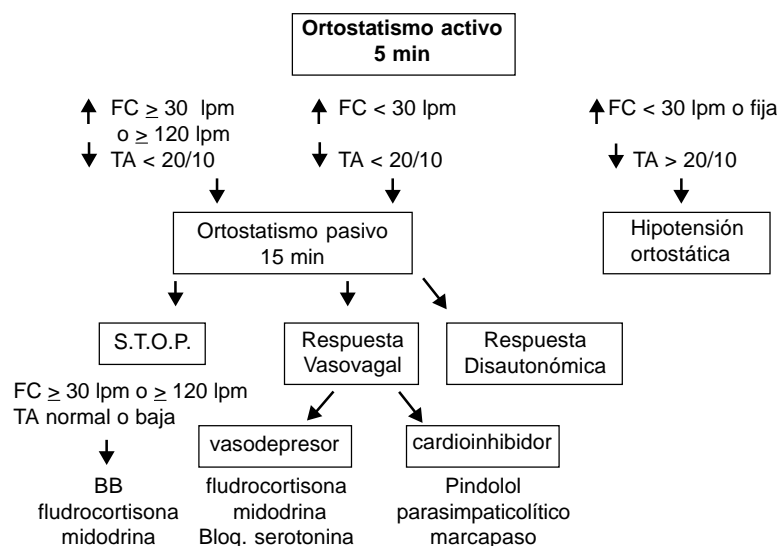 Ortostatismo activo
5 min
FC ≥ 30 lpm
o ≥ 120 lpm
TA < 20/10
FC < 30 lpm
TA < 20/10
FC < 30 lpm o fija
TA > 20/10
Ortostatismo pasivo
15 min
Hipotensión
ortostática
S.T.O.P.
Respuesta
Vasovagal
Respuesta
Disautonómica
FC ≥ 30 lpm o ≥ 120 lpm
TA normal o baja
vasodepresor
cardioinhibidor
BB
fludrocortisona
midodrina
fludrocortisona
midodrina
Bloq. serotonina
Pindolol
parasimpaticolítico
marcapaso